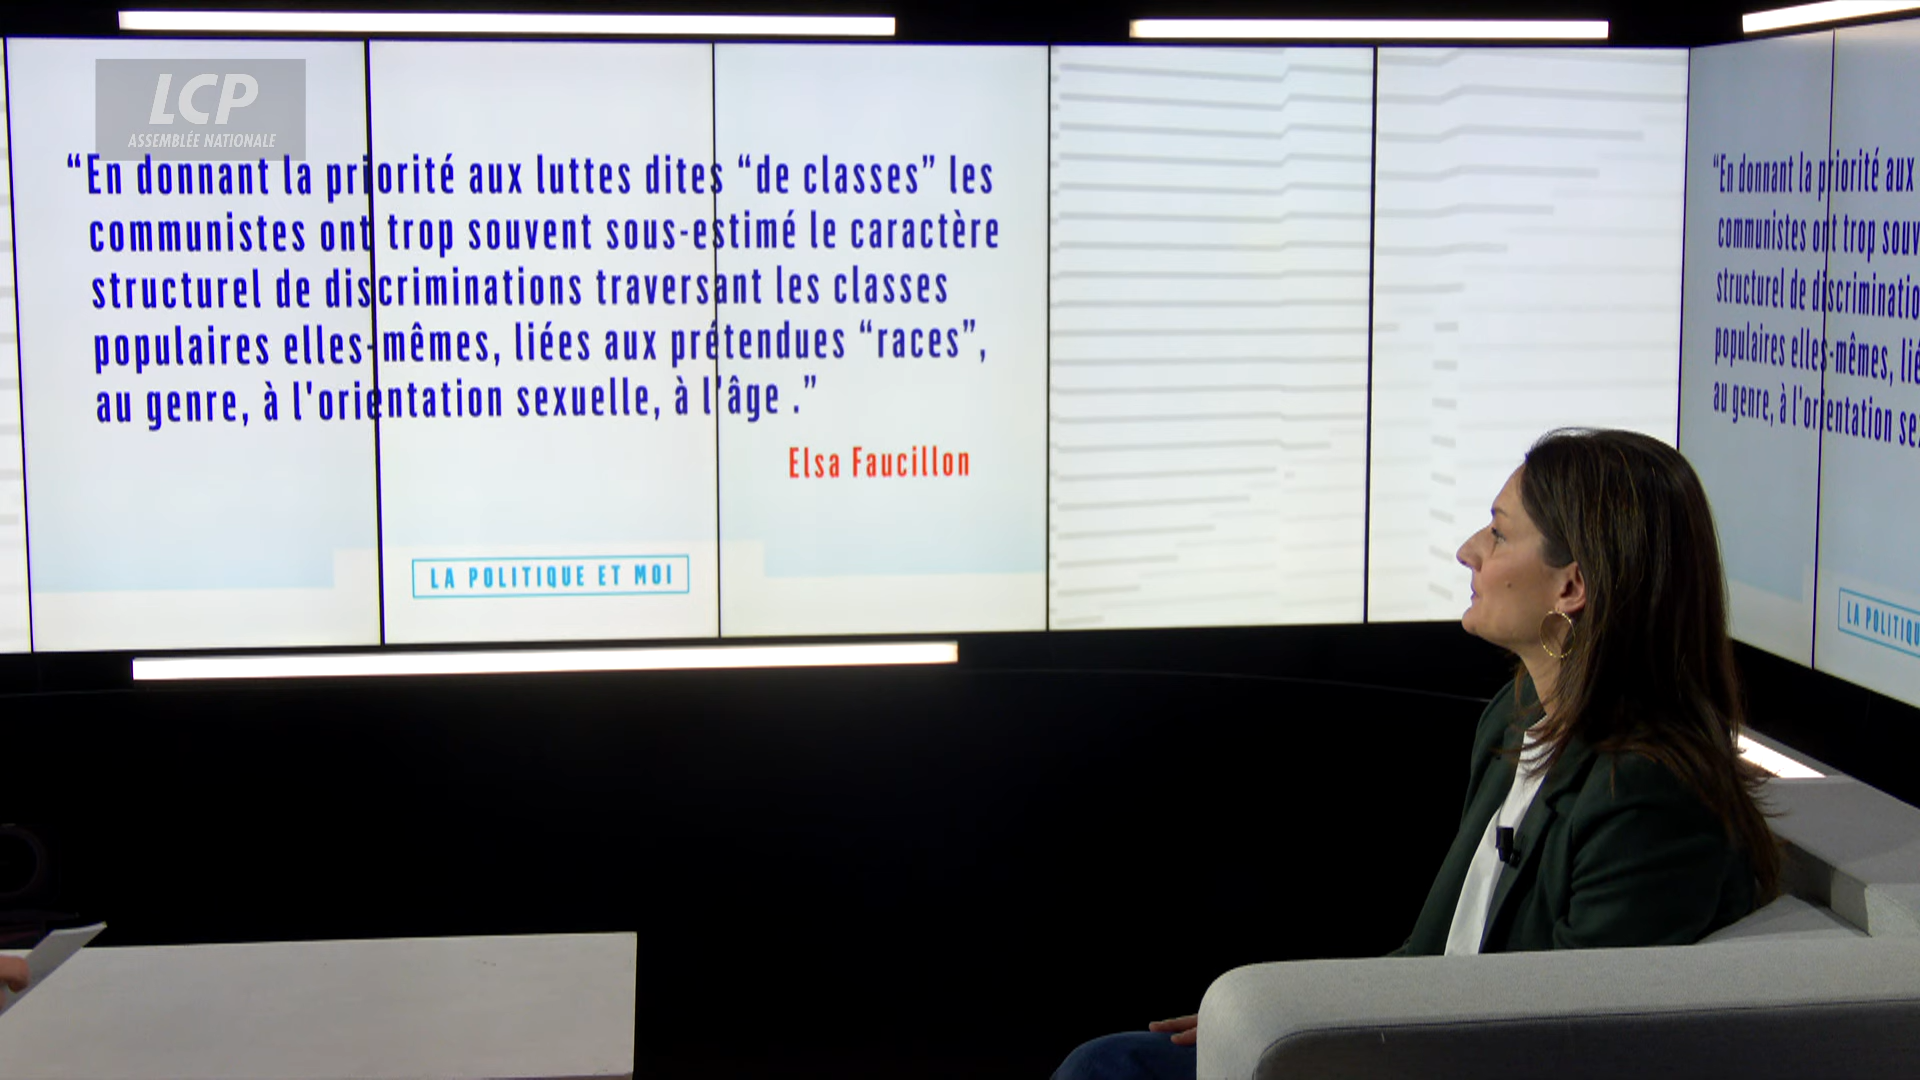 LCP
ASSEMBLÉE NATIONALE
“En donnant la priorité aux luttes dites “de classes” les
communistes ont trop souvent sous-estimé le caractère
structurel de discriminations traversant les classes
populaires elles-mêmes, liées aux prétendues “races”,
au genre, à l'orientation sexuelle, à l'âge .”
Elsa Faucillon
LA POLITIQUE ET MOI
“En donnant la priorité aux
communistes ont trop souv
structurel de discriminatio
populaires elles-mêmes, lié
au genre, à l'orientation se
LA POLITIQU